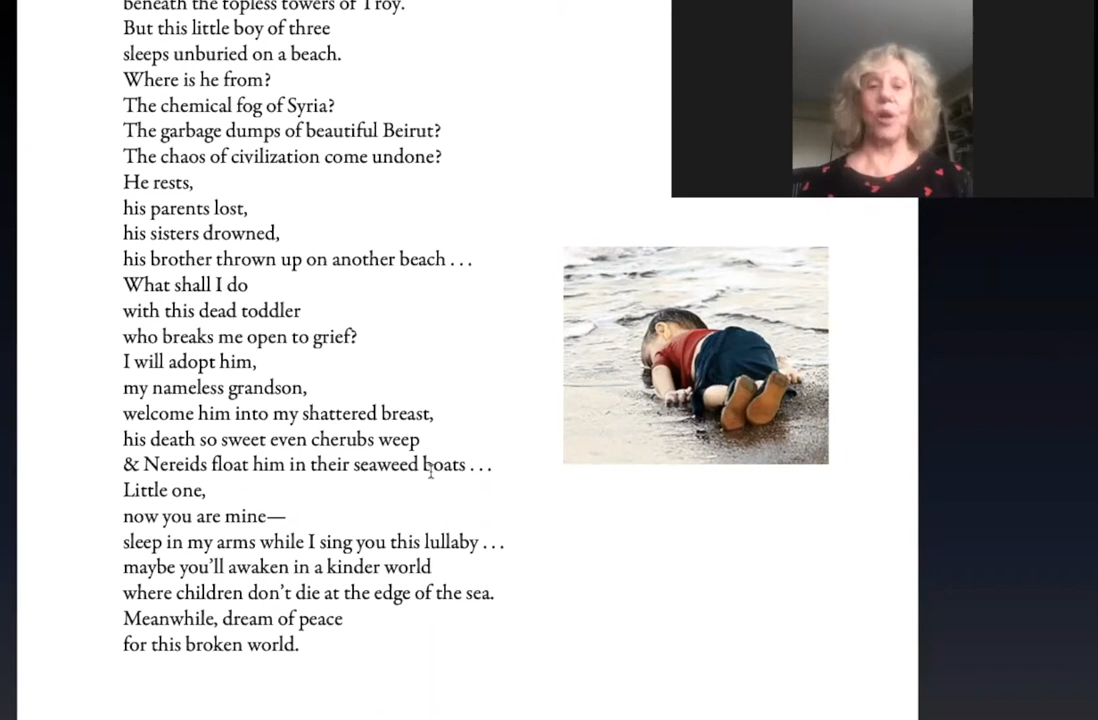 beneath the topless towers of Troy.
But this little boy of three
sleeps unburied on a beach.
Where is he from?
The chemical fog of Syria?
The garbage dumps of beautiful Beirut?
The chaos of civilization come undone?
He rests,
his parents lost,
his sisters drowned,
his brother thrown up on another beach . . .
What shall I do
with this dead toddler
who breaks me open to grief?
I will adopt him,
my nameless grandson,
welcome him into my shattered breast,
his death so sweet even cherubs weep
& Nereids float him in their seaweed boats . . .
Little one,
now you are mine—
sleep in my arms while I sing you this lullaby . . .
maybe you’ll awaken in a kinder world
where children don’t die at the edge of the sea.
Meanwhile, dream of peace
for this broken world.